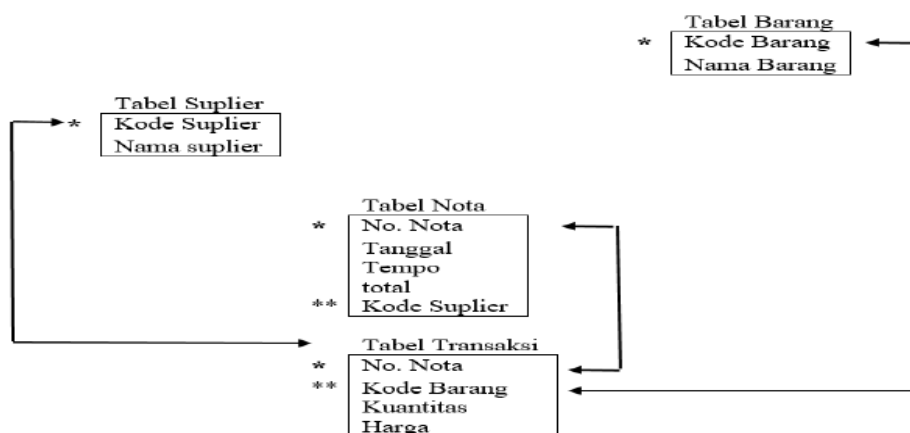 Tabel Barang
* Kode Barang
Nama Barang
Tabel Suplier
* Kode Suplier
Nama suplier
Tabel Nota
* No. Nota
Tanggal
Tempo
total
** Kode Suplier
Tabel Transaksi
* No. Nota
** Kode Barang
Kuantitas
Harga